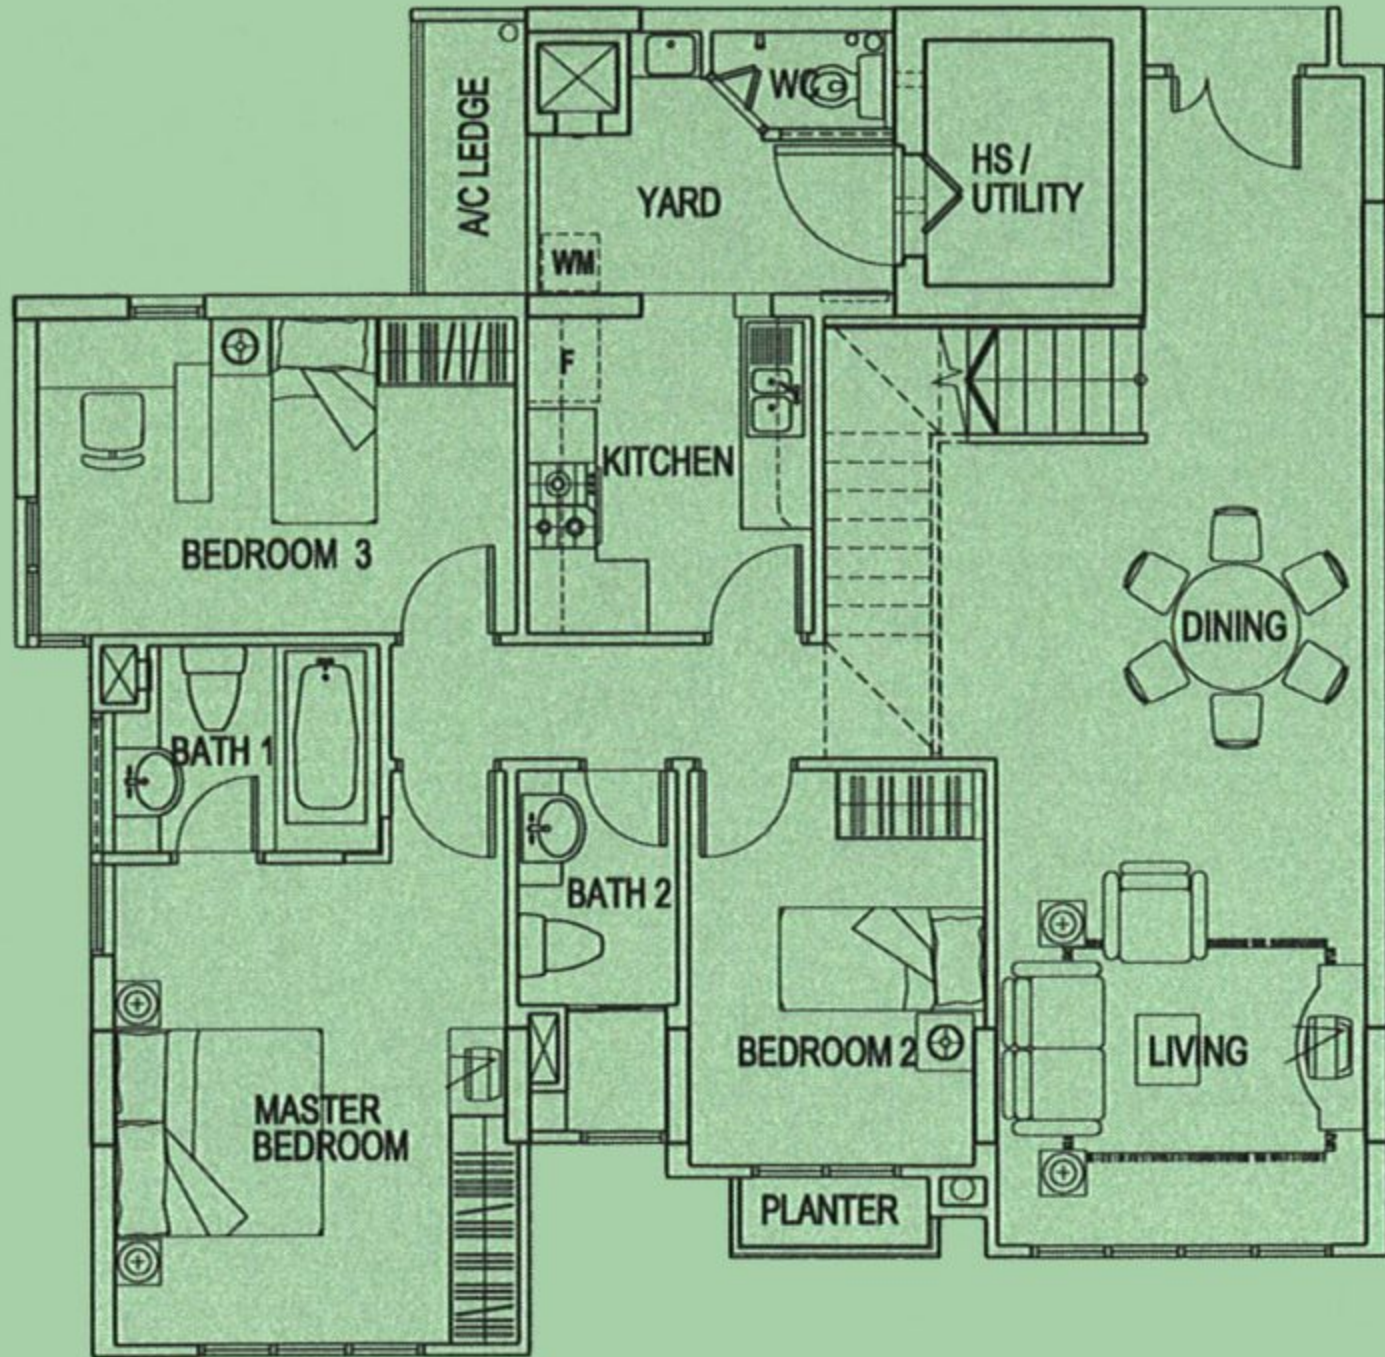 A/C LEDGE
WC
HS /
UTILITY
YARD
WM
F
KITCHEN
BEDROOM 3
DINING
BATH 1
BATH 2
BEDROOM 2
LIVING
MASTER
BEDROOM
PLANTER